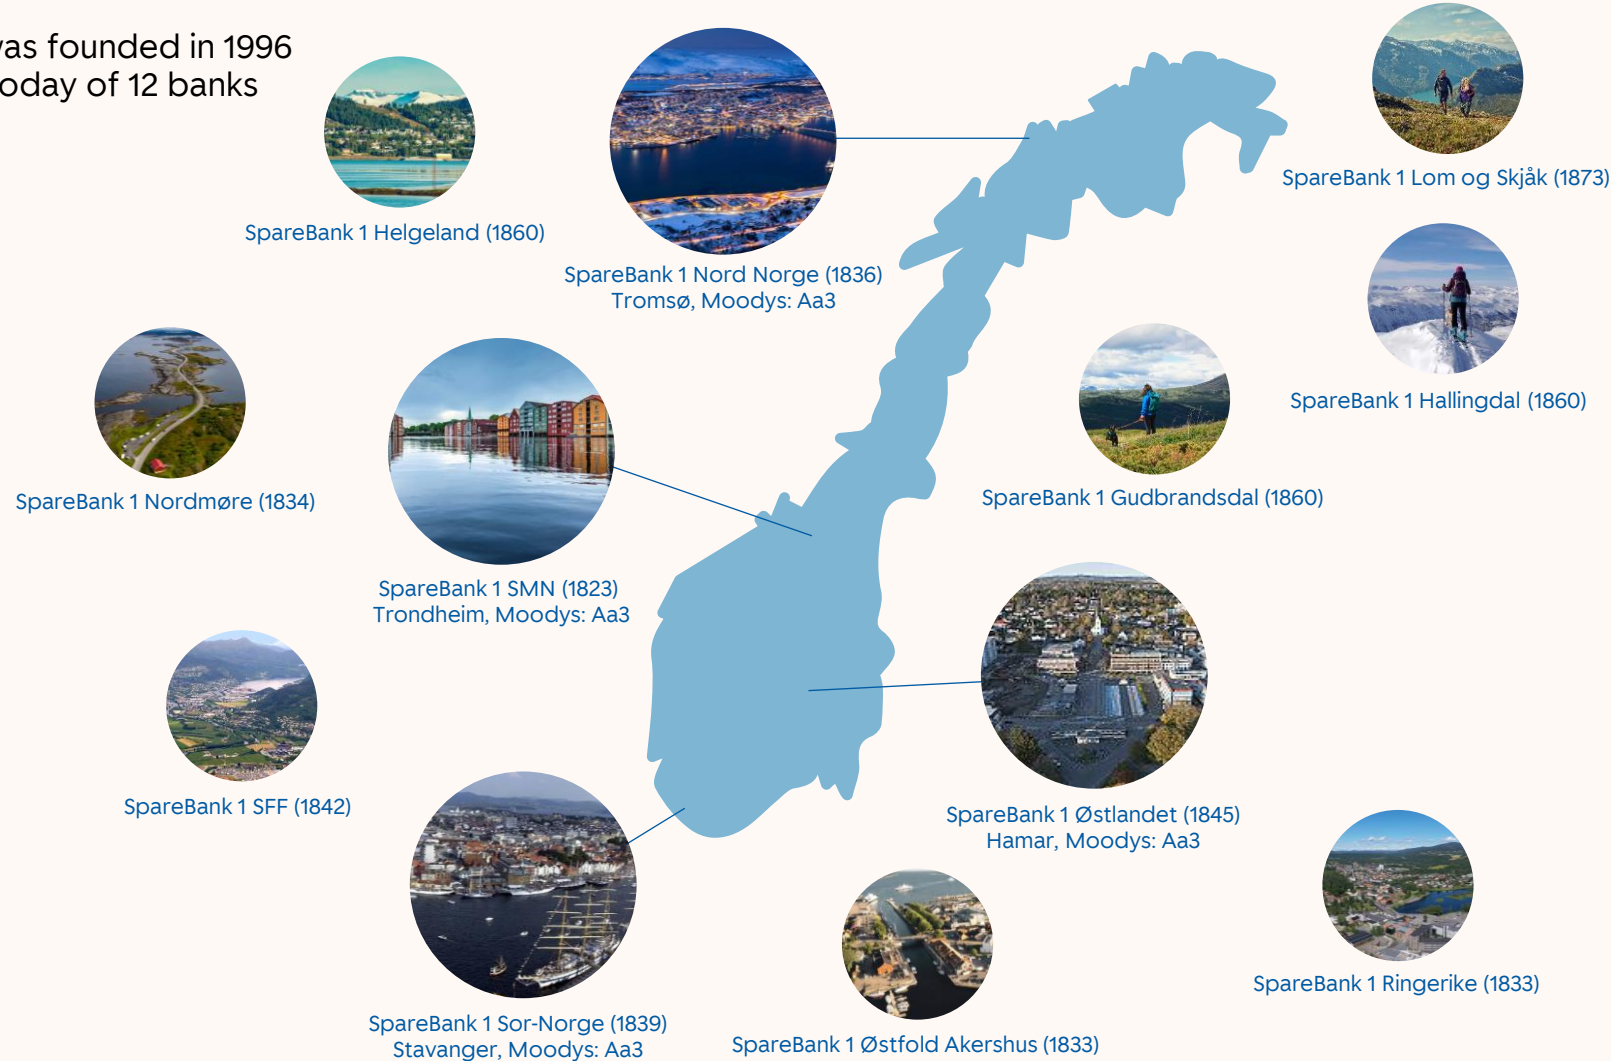 was founded in 1996
today of 12 banks
SpareBank 1 Helgeland (1860)
SpareBank 1 Nord Norge (1836)
Tromsø, Moodys: Aa3
SpareBank 1 Lom og Skjåk (1873)
SpareBank 1 Hallingdal (1860)
SpareBank 1 Nordmøre (1834)
SpareBank 1 Gudbrandsdal (1860)
SpareBank 1 SMN (1823)
Trondheim, Moodys: Aa3
SpareBank 1 SFF (1842)
SpareBank 1 Østlandet (1845)
Hamar, Moodys: Aa3
SpareBank 1 Ringerike (1833)
SpareBank 1 Sor-Norge (1839)
Stavanger, Moodys: Aa3
SpareBank 1 Østfold Akershus (1833)